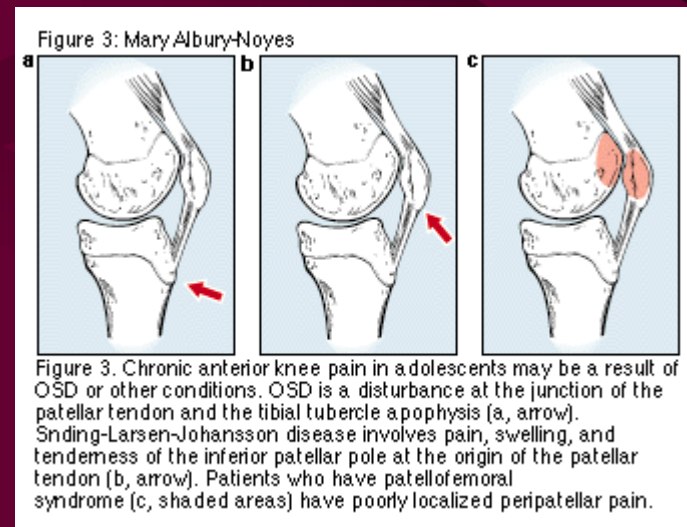 Figure 3: Mary Albury-Noyes
a b c
Figure 3. Chronic anterior knee pain in adolescents may be a result of
OSD or other conditions. OSD is a disturbance at the junction of the
patellar tendon and the tibial tubercle apophysis (a, arrow).
Snding-Larsen-Johansson disease involves pain, swelling, and
tenderness of the inferior patellar pole at the origin of the patellar
tendon (b, arrow). Patients who have patellofemoral
syndrome (c, shaded areas) have poorly localized peripatellar pain.